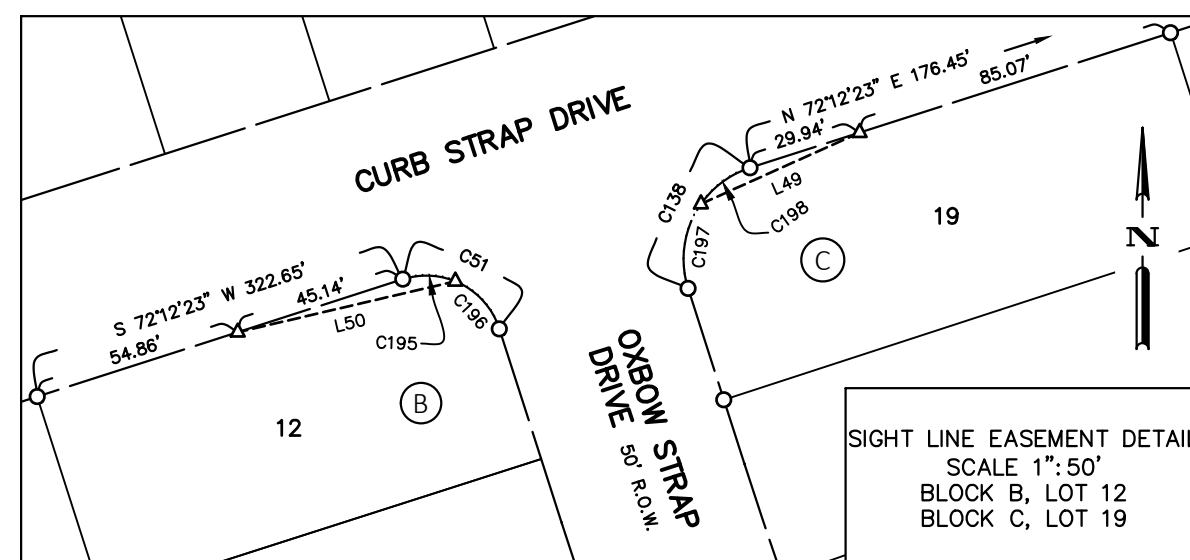 CURB STRAP DRIVE
N 72°12'23" E 176.45'
29.94'
85.07'
L49
C138
C198
C197
19
C
N
C51
S 72°12'23" W 322.65'
45.14'
L50
C196
C195
54.86'
12
B
OXBOW STRAP
DRIVE 50' R.O.W.
SIGHT LINE EASEMENT DETAIL
SCALE 1":50'
BLOCK B, LOT 12
BLOCK C, LOT 19